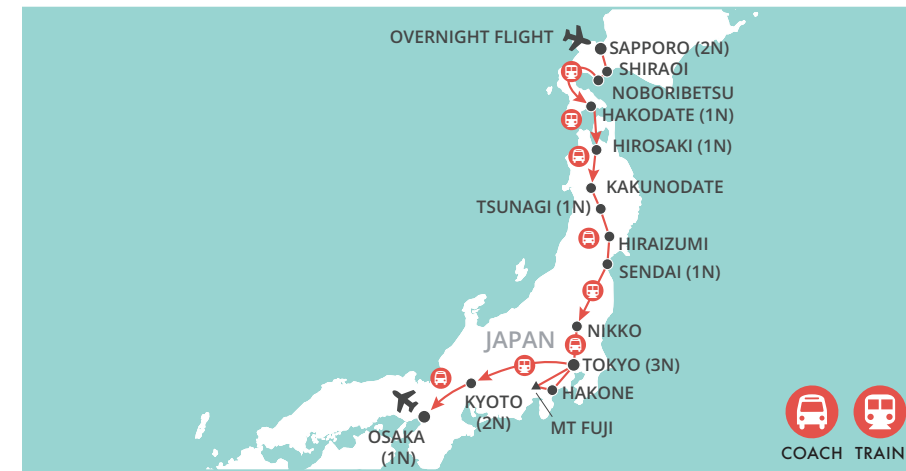 OVERNIGHT FLIGHT
SAPPORO (2N)
SHIRAOI
NOBORIBETSU
HAKODATE (1N)
HIROSAKI (1N)
KAKUNODATE
TSUNAGI (1N)
HIRAIZUMI
SENDAI (1N)
NIKKO
JAPAN
TOKYO (3N)
HAKONE
KYOTO
(2N)
MT FUJI
OSAKA
(1N)
COACH
TRAIN